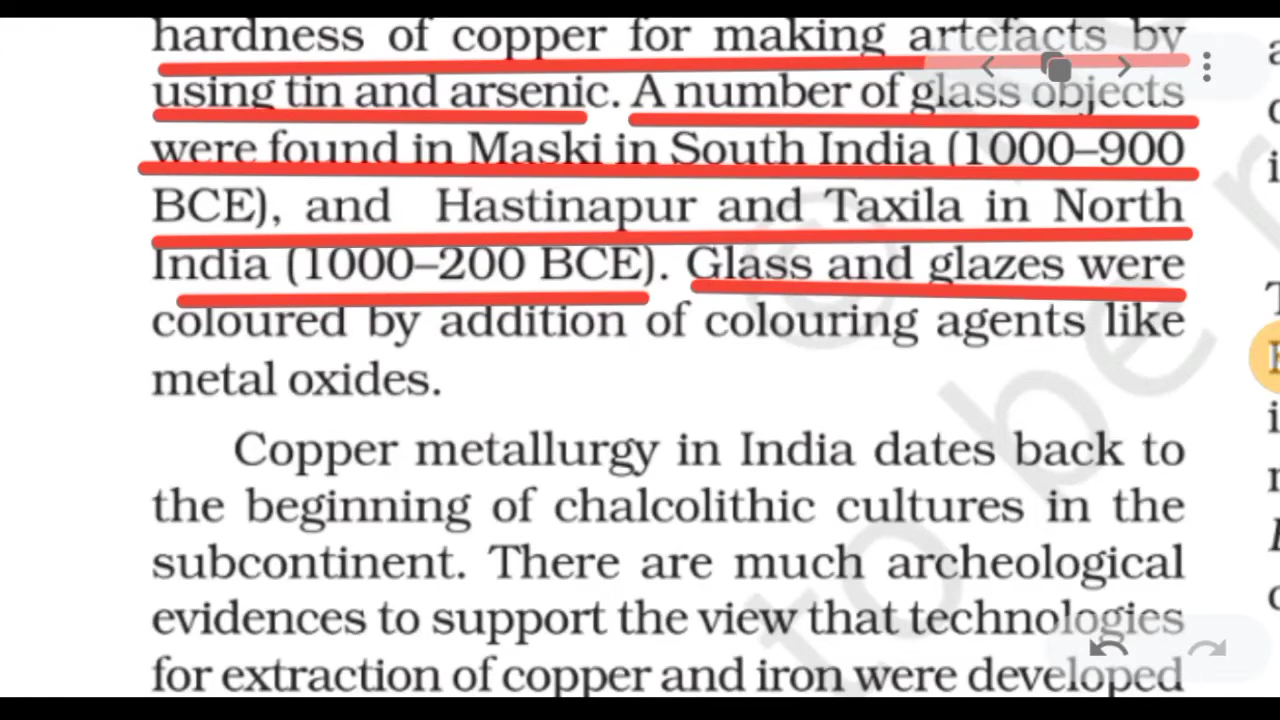 hardness of copper for making artefacts by
using tin and arsenic. A number of glass objects
were found in Maski in South India (1000–900
BCE), and Hastinapur and Taxila in North
India (1000–200 BCE). Glass and glazes were
coloured by addition of colouring agents like
metal oxides.
Copper metallurgy in India dates back to
the beginning of chalcolithic cultures in the
subcontinent. There are much archeological
evidences to support the view that technologies
for extraction of copper and iron were developed
to be